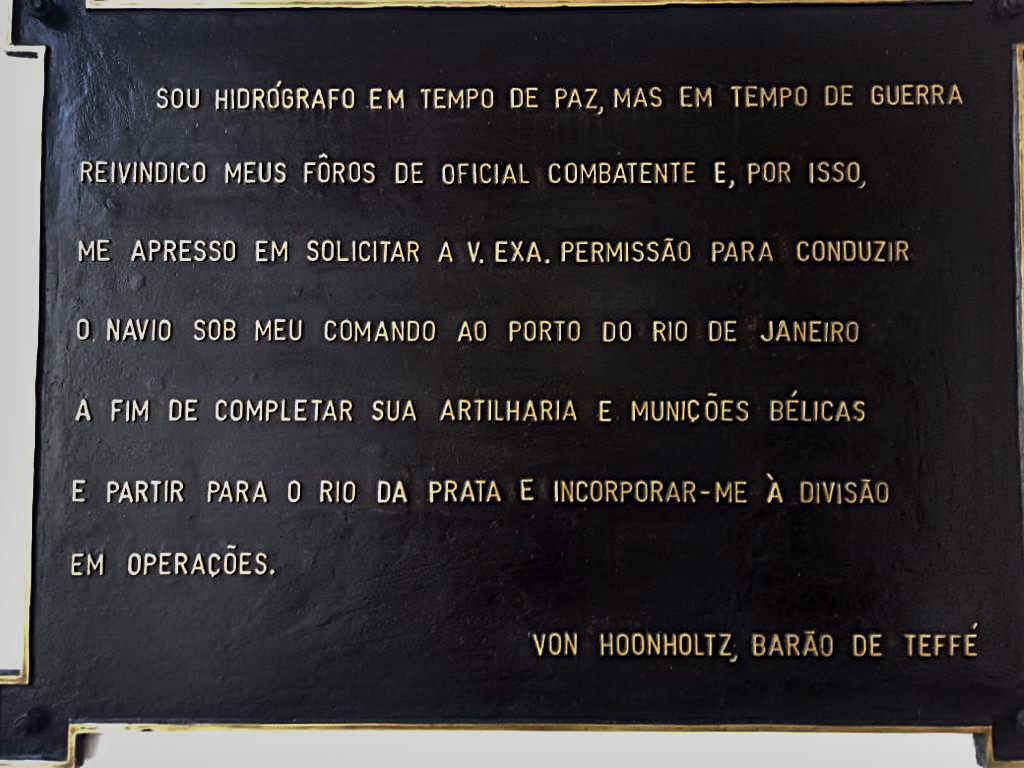 SOU HIDRÓGRAFO EM TEMPO DE PAZ, MAS EM TEMPO DE GUERRA
REIVINDICO MEUS FÔROS DE OFICIAL COMBATENTE E, POR ISSO,
ME APRESSO EM SOLICITAR A V. EXA. PERMISSÃO PARA CONDUZIR
O NAVIO SOB MEU COMANDO AO PORTO DO RIO DE JANEIRO
A FIM DE COMPLETAR SUA ARTILHARIA E MUNIÇÕES BÉLICAS
E PARTIR PARA O RIO DA PRATA E INCORPORAR-ME À DIVISÃO
EM OPERAÇÕES.
VON HOONHOLTZ, BARÃO DE TEFFÉ